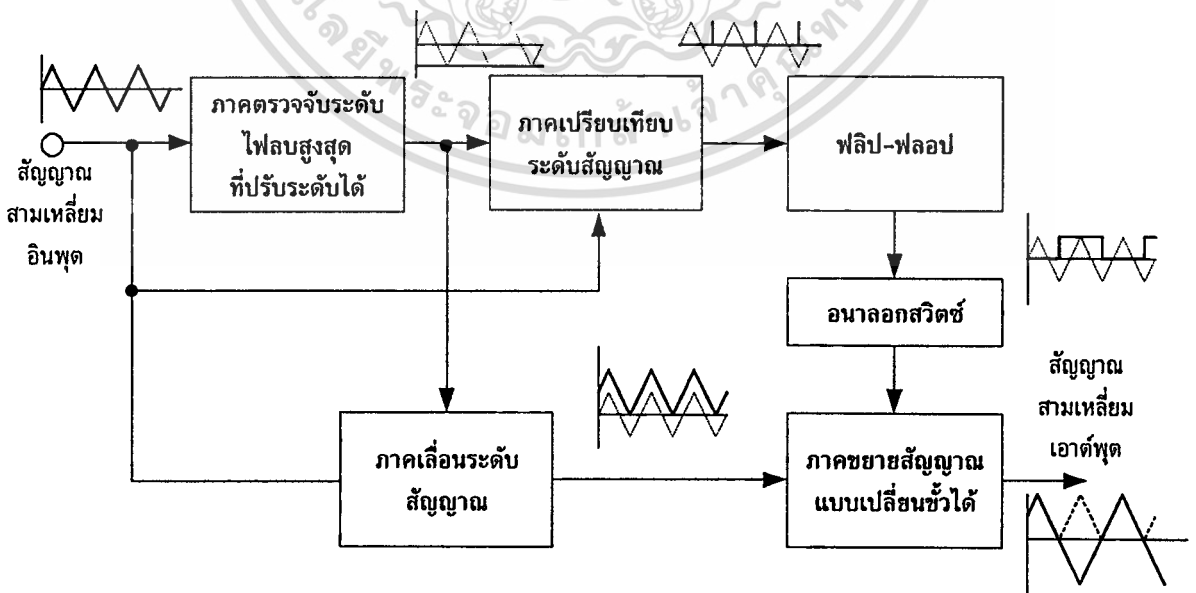 ภาคตรวจจับระดับ
ไฟลบสูงสุด
ที่ปรับระดับได้
ภาคเปรียบเทียบ
ระดับสัญญาณ
ฟลิป-ฟลอป
สัญญาณ
สามเหลี่ยม
อินพุต
อนาลอกสวิตซ์
ภาคเลื่อนระดับ
สัญญาณ
ภาคขยายสัญญาณ
แบบเปลี่ยนขั้วได้
สัญญาณ
สามเหลี่ยม
เอาต์พุต